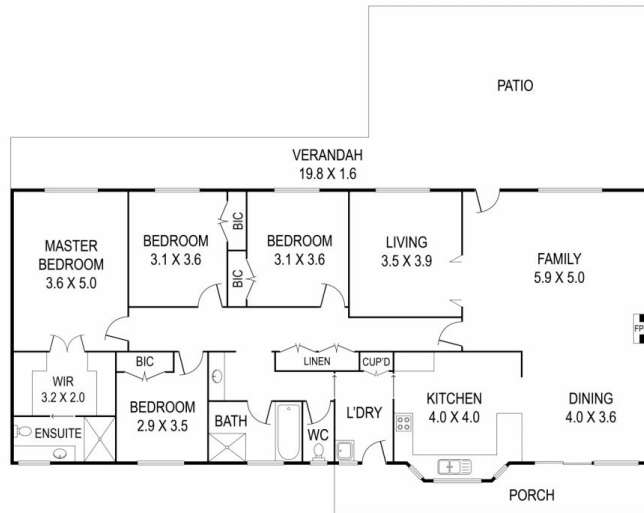 PATIO
VERANDAH
19.8 X 1.6
MASTER
BEDROOM
3.6 X 5.0
BEDROOM
3.1 X 3.6
BIC
BIC
BEDROOM
3.1 X 3.6
LIVING
3.5 X 3.9
FAMILY
5.9 X 5.0
FP
WIR
3.2 X 2.0
ENSUITE
BIC
BEDROOM
2.9 X 3.5
BATH
LINEN
CUP'D
WC
L'DRY
KITCHEN
4.0 X 4.0
DINING
4.0 X 3.6
PORCH